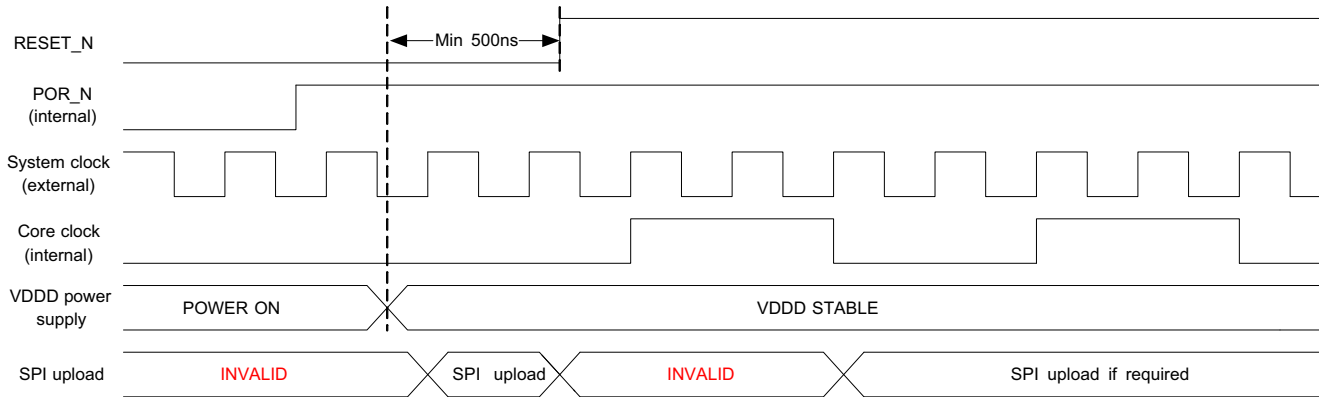 RESET_N
Min 500ns
POR_N
(internal)
System clock
(external)
Core clock
(internal)
VDDD power
supply
POWER ON
VDDD STABLE
SPI upload
INVALID
SPI upload
INVALID
SPI upload if required